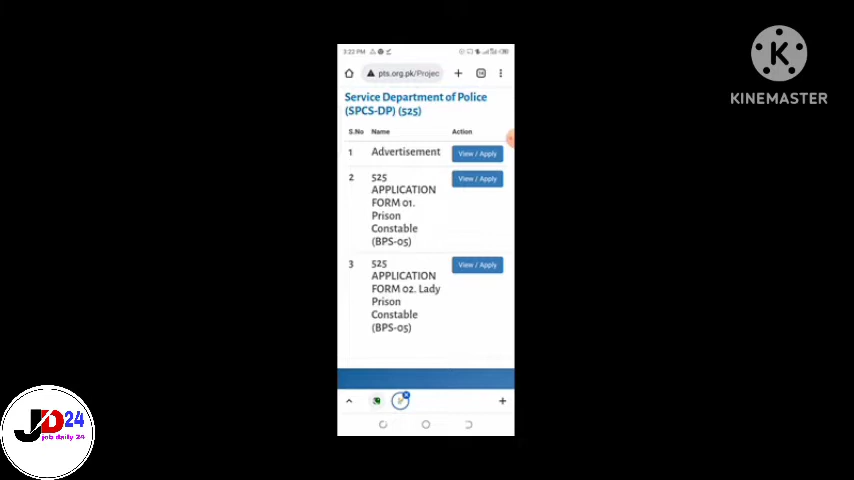 3:22 PM
pts.org.pk/Projec
Service Department of Police
(SPCS-DP) (525)
S.No Name Action
1 Advertisement View / Apply
2 525 View / Apply
APPLICATION
FORM 01.
Prison
Constable
(BPS-05)
3 525 View / Apply
APPLICATION
FORM 02. Lady
Prison
Constable
(BPS-05)
K
KINEMASTER
JD24
job daily 24